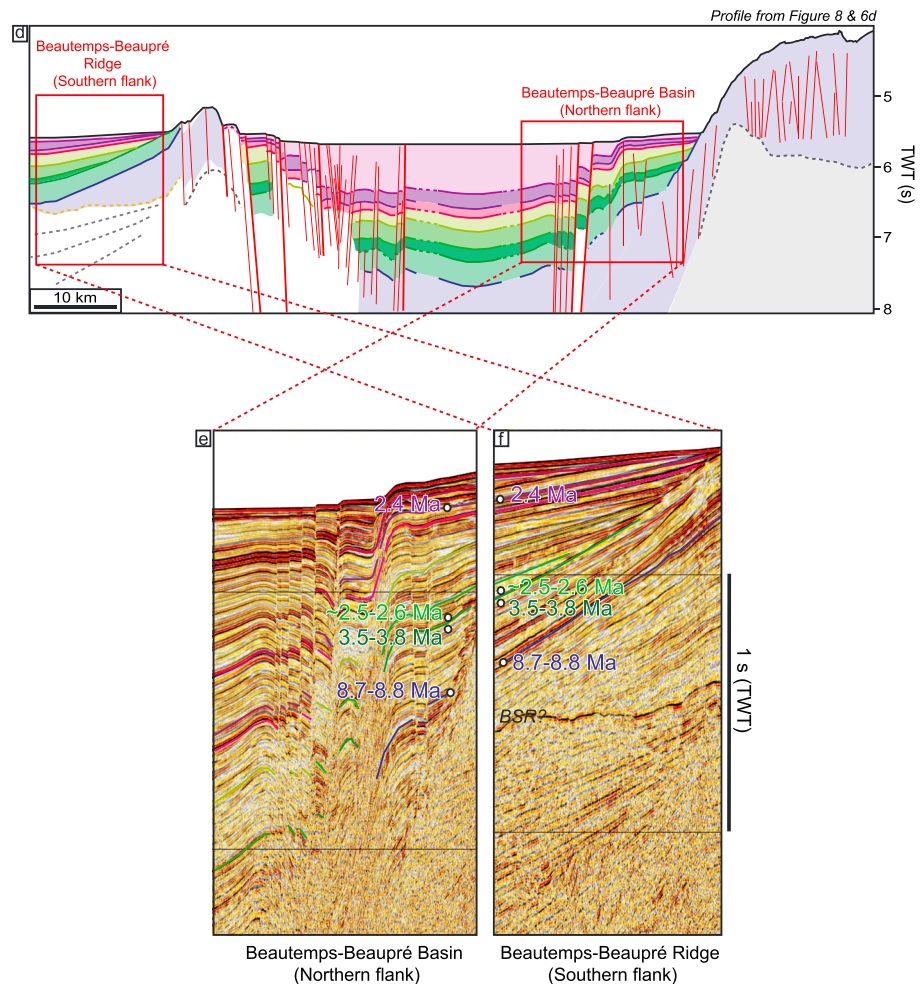 Profile from Figure 8 & 6d
d
Beautemps-Beaupré
Ridge
(Southern flank)
Beautemps-Beaupré Basin
(Northern flank)
5
6
7
8
TWT (s)
10 km
e
f
2.4 Ma
~2.5-2.6 Ma
3.5-3.8 Ma
8.7-8.8 Ma
2.4 Ma
~2.5-2.6 Ma
3.5-3.8 Ma
8.7-8.8 Ma
BSR?
1 s (TWT)
Beautemps-Beaupré Basin
(Northern flank)
Beautemps-Beaupré Ridge
(Southern flank)